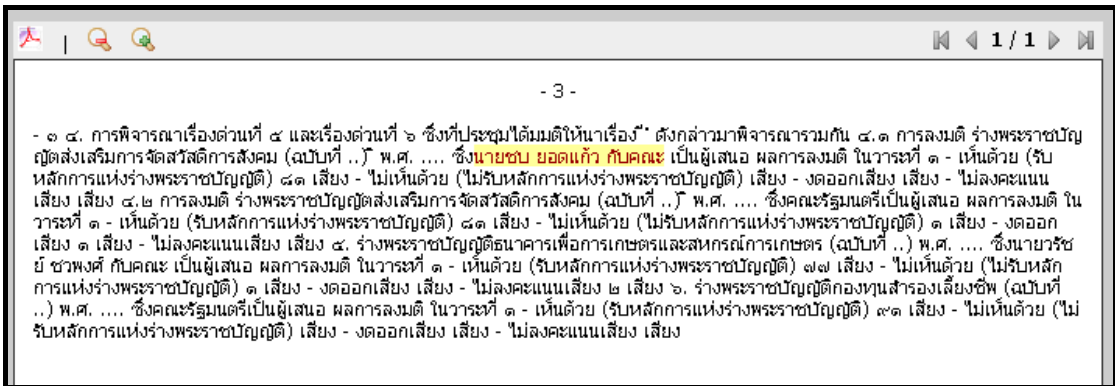 | 1 / 1
- 3 -
- ๓ ๔. การพิจารณาเรื่องด่วนที่ ๕ และเรื่องด่วนที่ ๖ ซึ่งที่ประชุมได้มมติให้นาเรื่อง ดังกล่าวมาพิจารณารวมกัน ๔.๑ การลงมติ ร่างพระราชบัญ
ญัตส่งเสริมการจัดสวัสดิการสังคม (ฉบับที่ ..) พ.ศ. .... ซึ่งนายชบ ยอดแก้ว กับคณะ เป็นผู้เสนอ ผลการลงมติ ในวาระที่ ๑ - เห็นด้วย (รับ
หลักการแห่งร่างพระราชบัญญัติ) ๘๑ เสียง - ไม่เห็นด้วย (ไม่รับหลักการแห่งร่างพระราชบัญญัติ) เสียง - งดออกเสียง เสียง - ไม่ลงคะแนน
เสียง เสียง ๔.๒ การลงมติ ร่างพระราชบัญญัตส่งเสริมการจัดสวัสดิการสังคม (ฉบับที่ ..) พ.ศ. .... ซึ่งคณะรัฐมนตรีเป็นผู้เสนอ ผลการลงมติ ใน
วาระที่ ๑ - เห็นด้วย (รับหลักการแห่งร่างพระราชบัญญัติ) ๘๑ เสียง - ไม่เห็นด้วย (ไม่รับหลักการแห่งร่างพระราชบัญญัติ) ๑ เสียง - งดออก
เสียง ๑ เสียง - ไม่ลงคะแนนเสียง เสียง ๕. ร่างพระราชบัญญัติธนาคารเพื่อการเกษตรและสหกรณ์การเกษตร (ฉบับที่ ..) พ.ศ. .... ซึ่งนายวรัช
ย์ ชวพงศ์ กับคณะ เป็นผู้เสนอ ผลการลงมติ ในวาระที่ ๑ - เห็นด้วย (รับหลักการแห่งร่างพระราชบัญญัติ) ๗๗ เสียง - ไม่เห็นด้วย (ไม่รับหลัก
การแห่งร่างพระราชบัญญัติ) ๑ เสียง - งดออกเสียง เสียง - ไม่ลงคะแนนเสียง ๒ เสียง ๖. ร่างพระราชบัญญัติกองทุนสำรองเลี้ยงชีพ (ฉบับที่
..) พ.ศ. .... ซึ่งคณะรัฐมนตรีเป็นผู้เสนอ ผลการลงมติ ในวาระที่ ๑ - เห็นด้วย (รับหลักการแห่งร่างพระราชบัญญัติ) ๙๑ เสียง - ไม่เห็นด้วย (ไม่
รับหลักการแห่งร่างพระราชบัญญัติ) เสียง - งดออกเสียง เสียง - ไม่ลงคะแนนเสียง เสียง